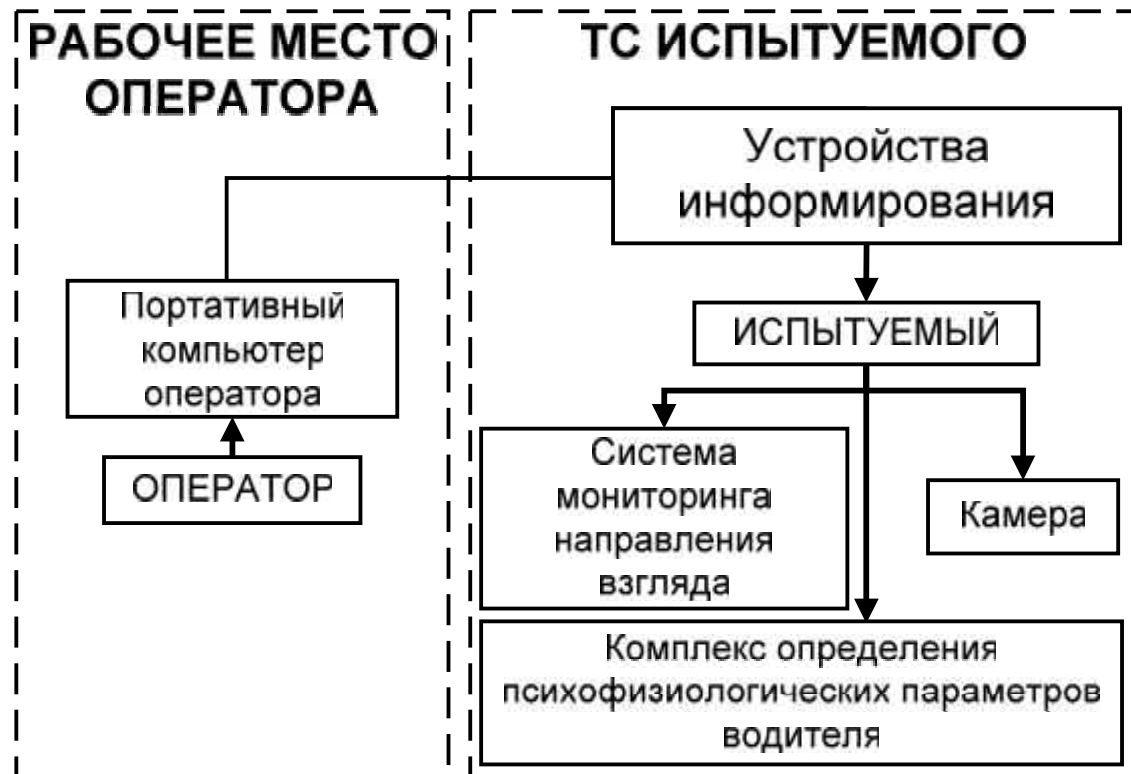 РАБОЧЕЕ МЕСТО
ОПЕРАТОРА
Портативный
компьютер
оператора
ОПЕРАТОР
ТС ИСПЫТУЕМОГО
Устройства
информирования
ИСПЫТУЕМЫЙ
Система
мониторинга
направления
взгляда
Камера
Комплекс определения
психофизиологических параметров
водителя